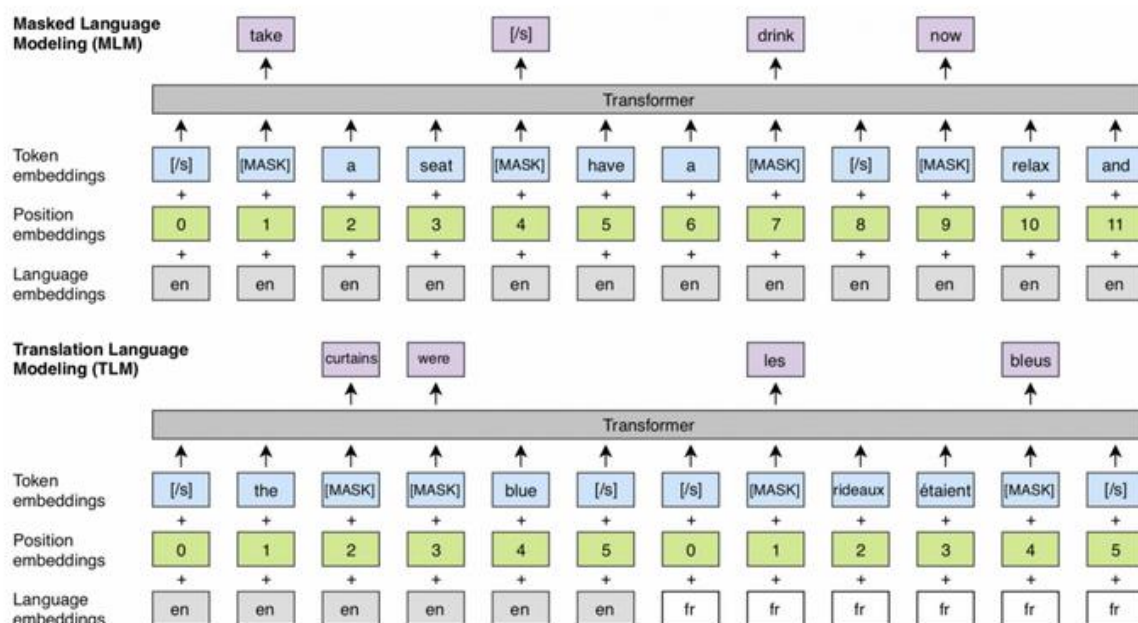 Masked Language
Modeling (MLM)
take [/s] drink now
Transformer
Token
embeddings
[/s] [MASK] a seat [MASK] have a [MASK] [/s] [MASK] relax and
+ + + + + + + + + + + +
Position
embeddings
0 1 2 3 4 5 6 7 8 9 10 11
+ + + + + + + + + + + +
Language
embeddings
en en en en en en en en en en en en
Translation Language
Modeling (TLM)
curtains were les bleus
Transformer
Token
embeddings
[/s] the [MASK] [MASK] blue [/s] [/s] [MASK] rideaux étaient [MASK] [/s]
+ + + + + + + + + + + +
Position
embeddings
0 1 2 3 4 5 0 1 2 3 4 5
+ + + + + + + + + + + +
Language
embeddings
en en en en en en fr fr fr fr fr fr